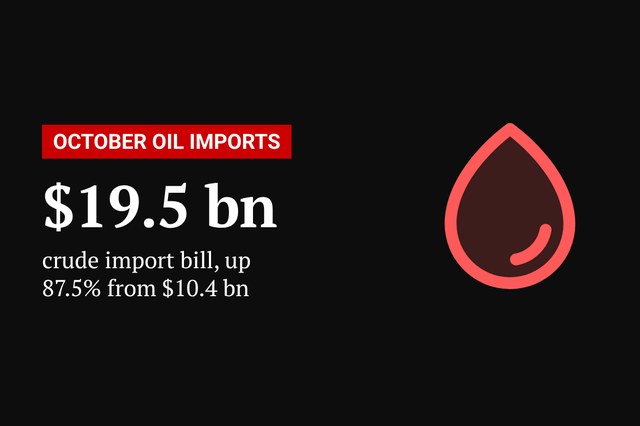 OCTOBER OIL IMPORTS
$19.5 bn
crude import bill, up
87.5% from $10.4 bn